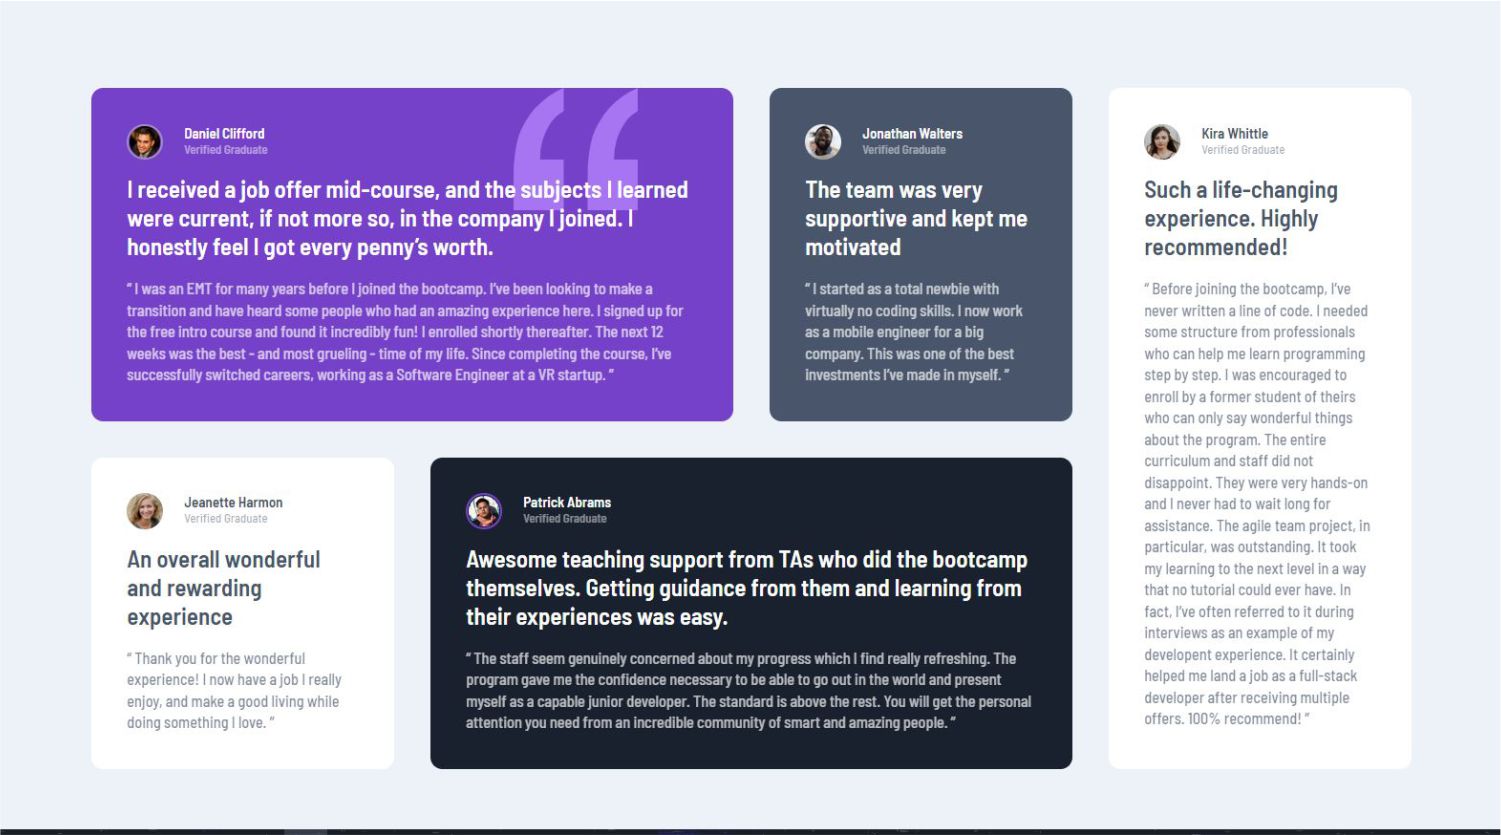 Daniel Clifford
Verified Graduate
I received a job offer mid-course, and the subjects I learned
were current, if not more so, in the company I joined. I
honestly feel I got every penny’s worth.
“ I was an EMT for many years before I joined the bootcamp. I’ve been looking to make a
transition and have heard some people who had an amazing experience here. I signed up for
the free intro course and found it incredibly fun! I enrolled shortly thereafter. The next 12
weeks was the best - and most grueling - time of my life. Since completing the course, I’ve
successfully switched careers, working as a Software Engineer at a VR startup. ”
Jonathan Walters
Verified Graduate
The team was very
supportive and kept me
motivated
“ I started as a total newbie with
virtually no coding skills. I now work
as a mobile engineer for a big
company. This was one of the best
investments I’ve made in myself. ”
Kira Whittle
Verified Graduate
Such a life-changing
experience. Highly
recommended!
“ Before joining the bootcamp, I’ve
never written a line of code. I needed
some structure from professionals
who can help me learn programming
step by step. I was encouraged to
enroll by a former student of theirs
who can only say wonderful things
about the program. The entire
curriculum and staff did not
disappoint. They were very hands-on
and I never had to wait long for
assistance. The agile team project, in
particular, was outstanding. It took
my learning to the next level in a way
that no tutorial could ever have. In
fact, I’ve often referred to it during
interviews as an example of my
developent experience. It certainly
helped me land a job as a full-stack
developer after receiving multiple
offers. 100% recommend! ”
Jeanette Harmon
Verified Graduate
An overall wonderful
and rewarding
experience
“ Thank you for the wonderful
experience! I now have a job I really
enjoy, and make a good living while
doing something I love. ”
Patrick Abrams
Verified Graduate
Awesome teaching support from TAs who did the bootcamp
themselves. Getting guidance from them and learning from
their experiences was easy.
“ The staff seem genuinely concerned about my progress which I find really refreshing. The
program gave me the confidence necessary to be able to go out in the world and present
myself as a capable junior developer. The standard is above the rest. You will get the personal
attention you need from an incredible community of smart and amazing people. ”